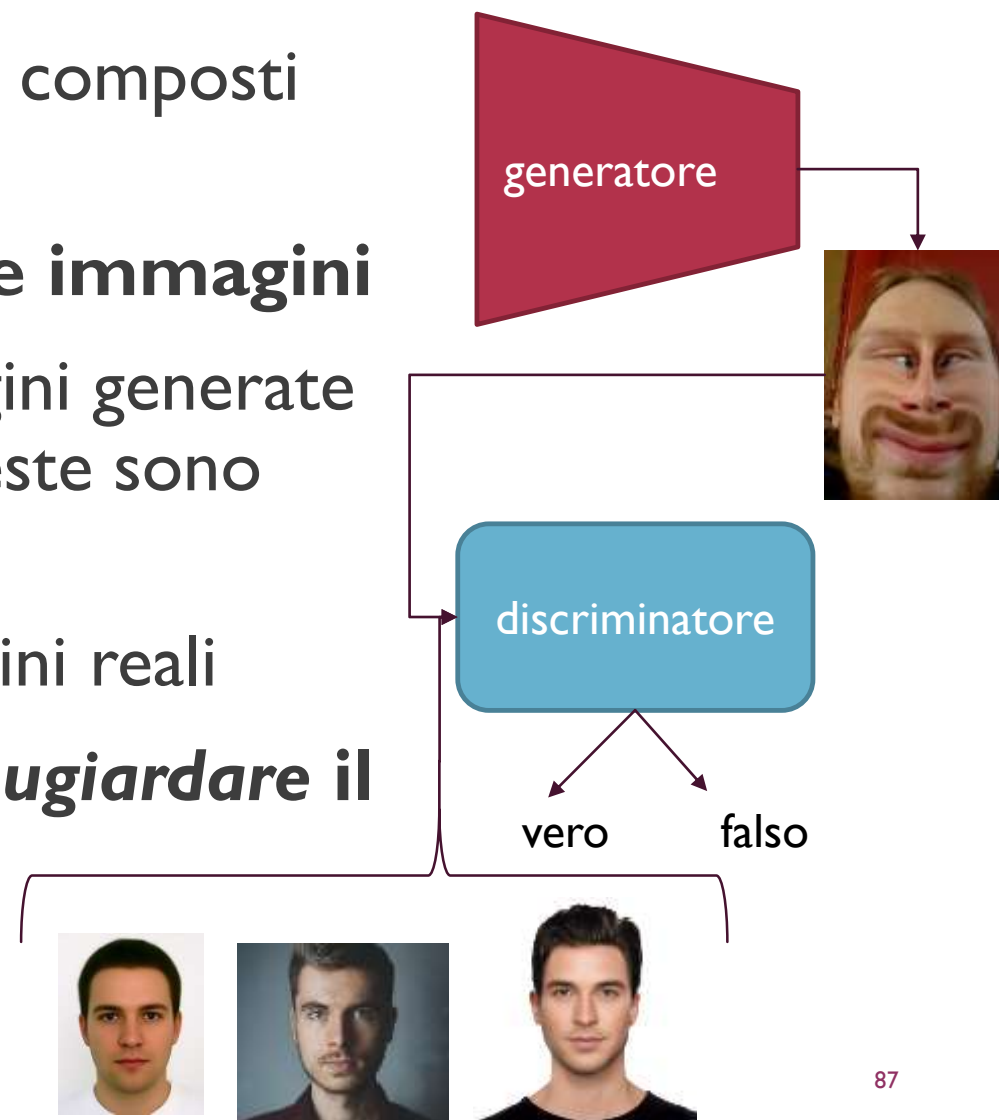 composti
generatore
e immagini
gini generate
este sono
discriminatore
ini reali
ugiardare il
vero
falso
87